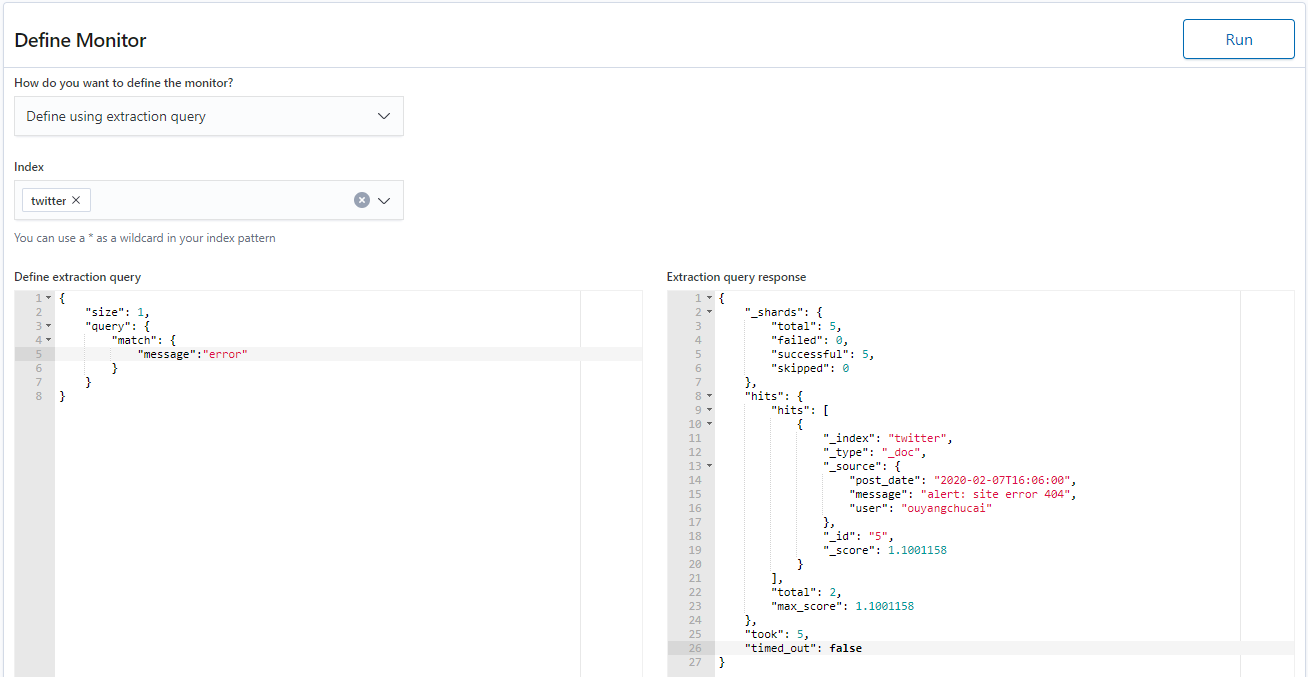 Define Monitor
Run
How do you want to define the monitor?
Define using extraction query
Index
twitter ×
You can use a * as a wildcard in your index pattern
Define extraction query
1 {
2 "size": 1,
3 "query": {
4 "match": {
5 "message":"error"
6 }
7 }
8 }
Extraction query response
1 {
2 "_shards": {
3 "total": 5,
4 "failed": 0,
5 "successful": 5,
6 "skipped": 0
7 },
8 "hits": {
9 "hits": [
10 {
11 "_index": "twitter",
12 "_type": "_doc",
13 "_source": {
14 "post_date": "2020-02-07T16:06:00",
15 "message": "alert: site error 404",
16 "user": "ouyangchucai"
17 },
18 "_id": "5",
19 "_score": 1.1001158
20 }
21 ],
22 "total": 2,
23 "max_score": 1.1001158
24 },
25 "took": 5,
26 "timed_out": false
27 }